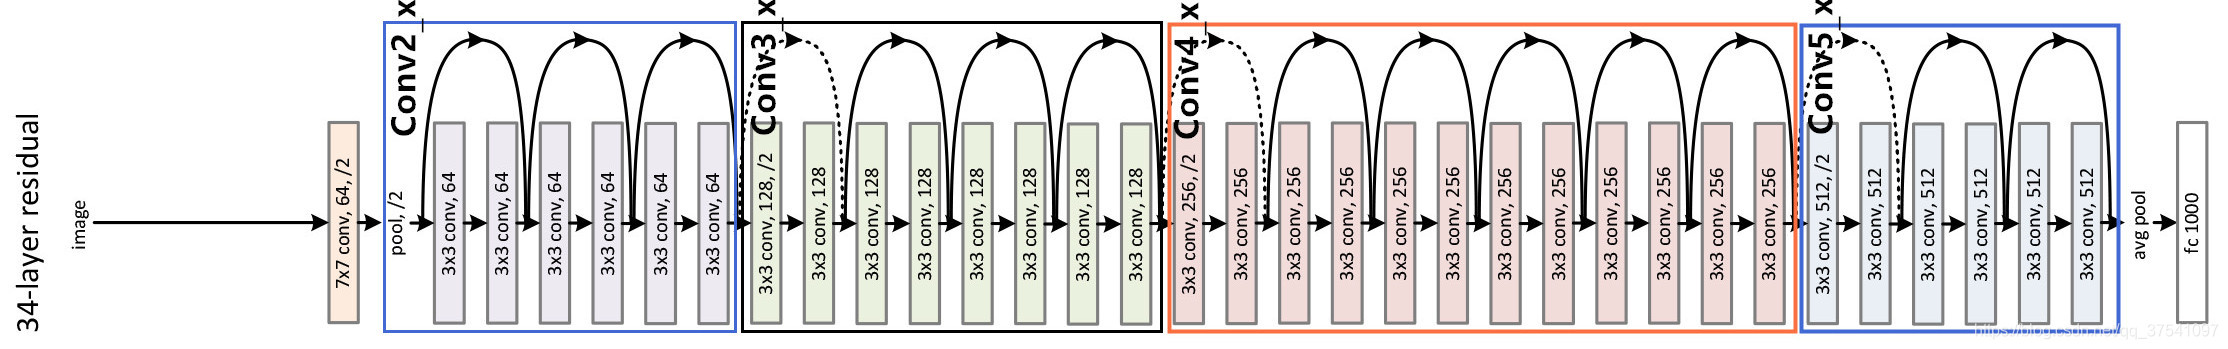 34-layer residual
image
7x7 conv, 64, /2
pool, /2
Conv2_x
3x3 conv, 64
3x3 conv, 64
3x3 conv, 64
3x3 conv, 64
3x3 conv, 64
3x3 conv, 64
Conv3_x
3x3 conv, 128, /2
3x3 conv, 128
3x3 conv, 128
3x3 conv, 128
3x3 conv, 128
3x3 conv, 128
3x3 conv, 128
3x3 conv, 128
Conv4_x
3x3 conv, 256, /2
3x3 conv, 256
3x3 conv, 256
3x3 conv, 256
3x3 conv, 256
3x3 conv, 256
3x3 conv, 256
3x3 conv, 256
3x3 conv, 256
3x3 conv, 256
3x3 conv, 256
3x3 conv, 256
Conv5_x
3x3 conv, 512, /2
3x3 conv, 512
3x3 conv, 512
3x3 conv, 512
3x3 conv, 512
3x3 conv, 512
avg pool
fc 1000
https://blog.csdn.net/qq_37541097